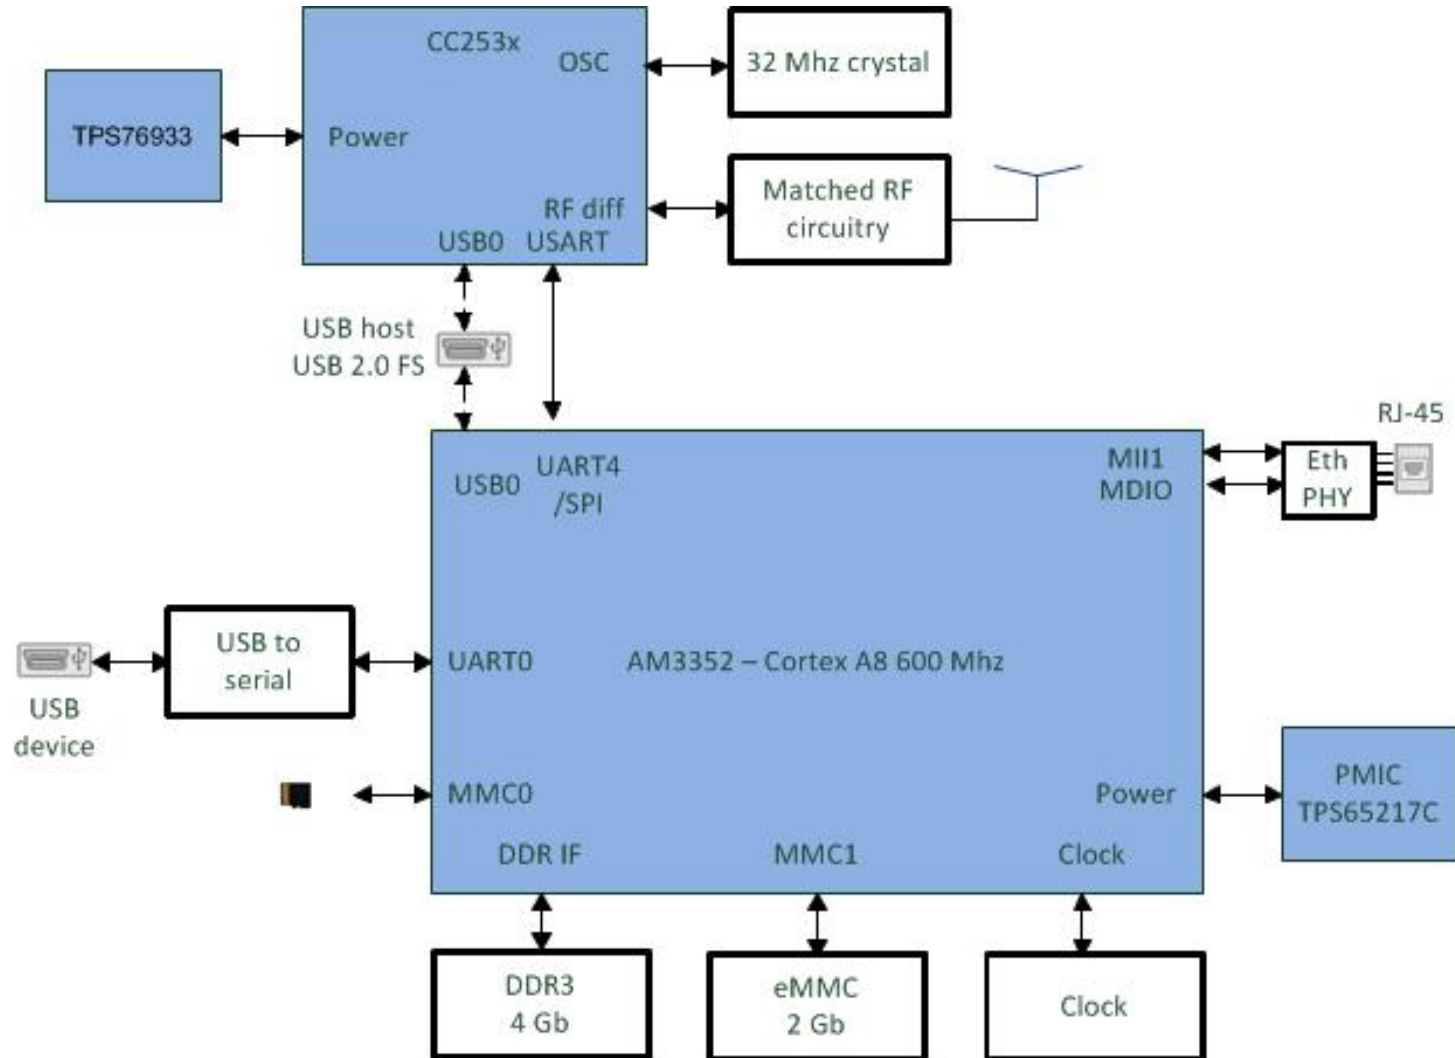 CC253x
OSC
32 Mhz crystal
TPS76933
Power
RF diff
Matched RF
circuitry
USB0 USART
USB host
USB 2.0 FS
RJ-45
USB0
UART4
/SPI
MII1
MDIO
Eth
PHY
USB to
serial
UART0
AM3352 – Cortex A8 600 Mhz
USB
device
MMC0
Power
PMIC
TPS65217C
DDR IF
MMC1
Clock
DDR3
4 Gb
eMMC
2 Gb
Clock